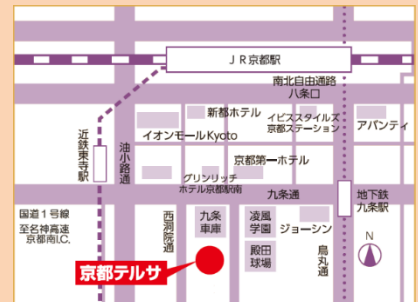 JR京都駅
南北自由通路
八条口
新都ホテル
イビススタイルズ
京都ステーション
アバンティ
イオンモールKyoto
近鉄東寺駅
油小路通
京都第一ホテル
グリンリッチ
ホテル京都駅南
九条通
地下鉄
九条駅
国道1号線
至名神高速
京都南I.C.
西洞院通
九条
車庫
凌風
学園
ジョーシン
烏丸通
N
殿田
球場
京都テルサ